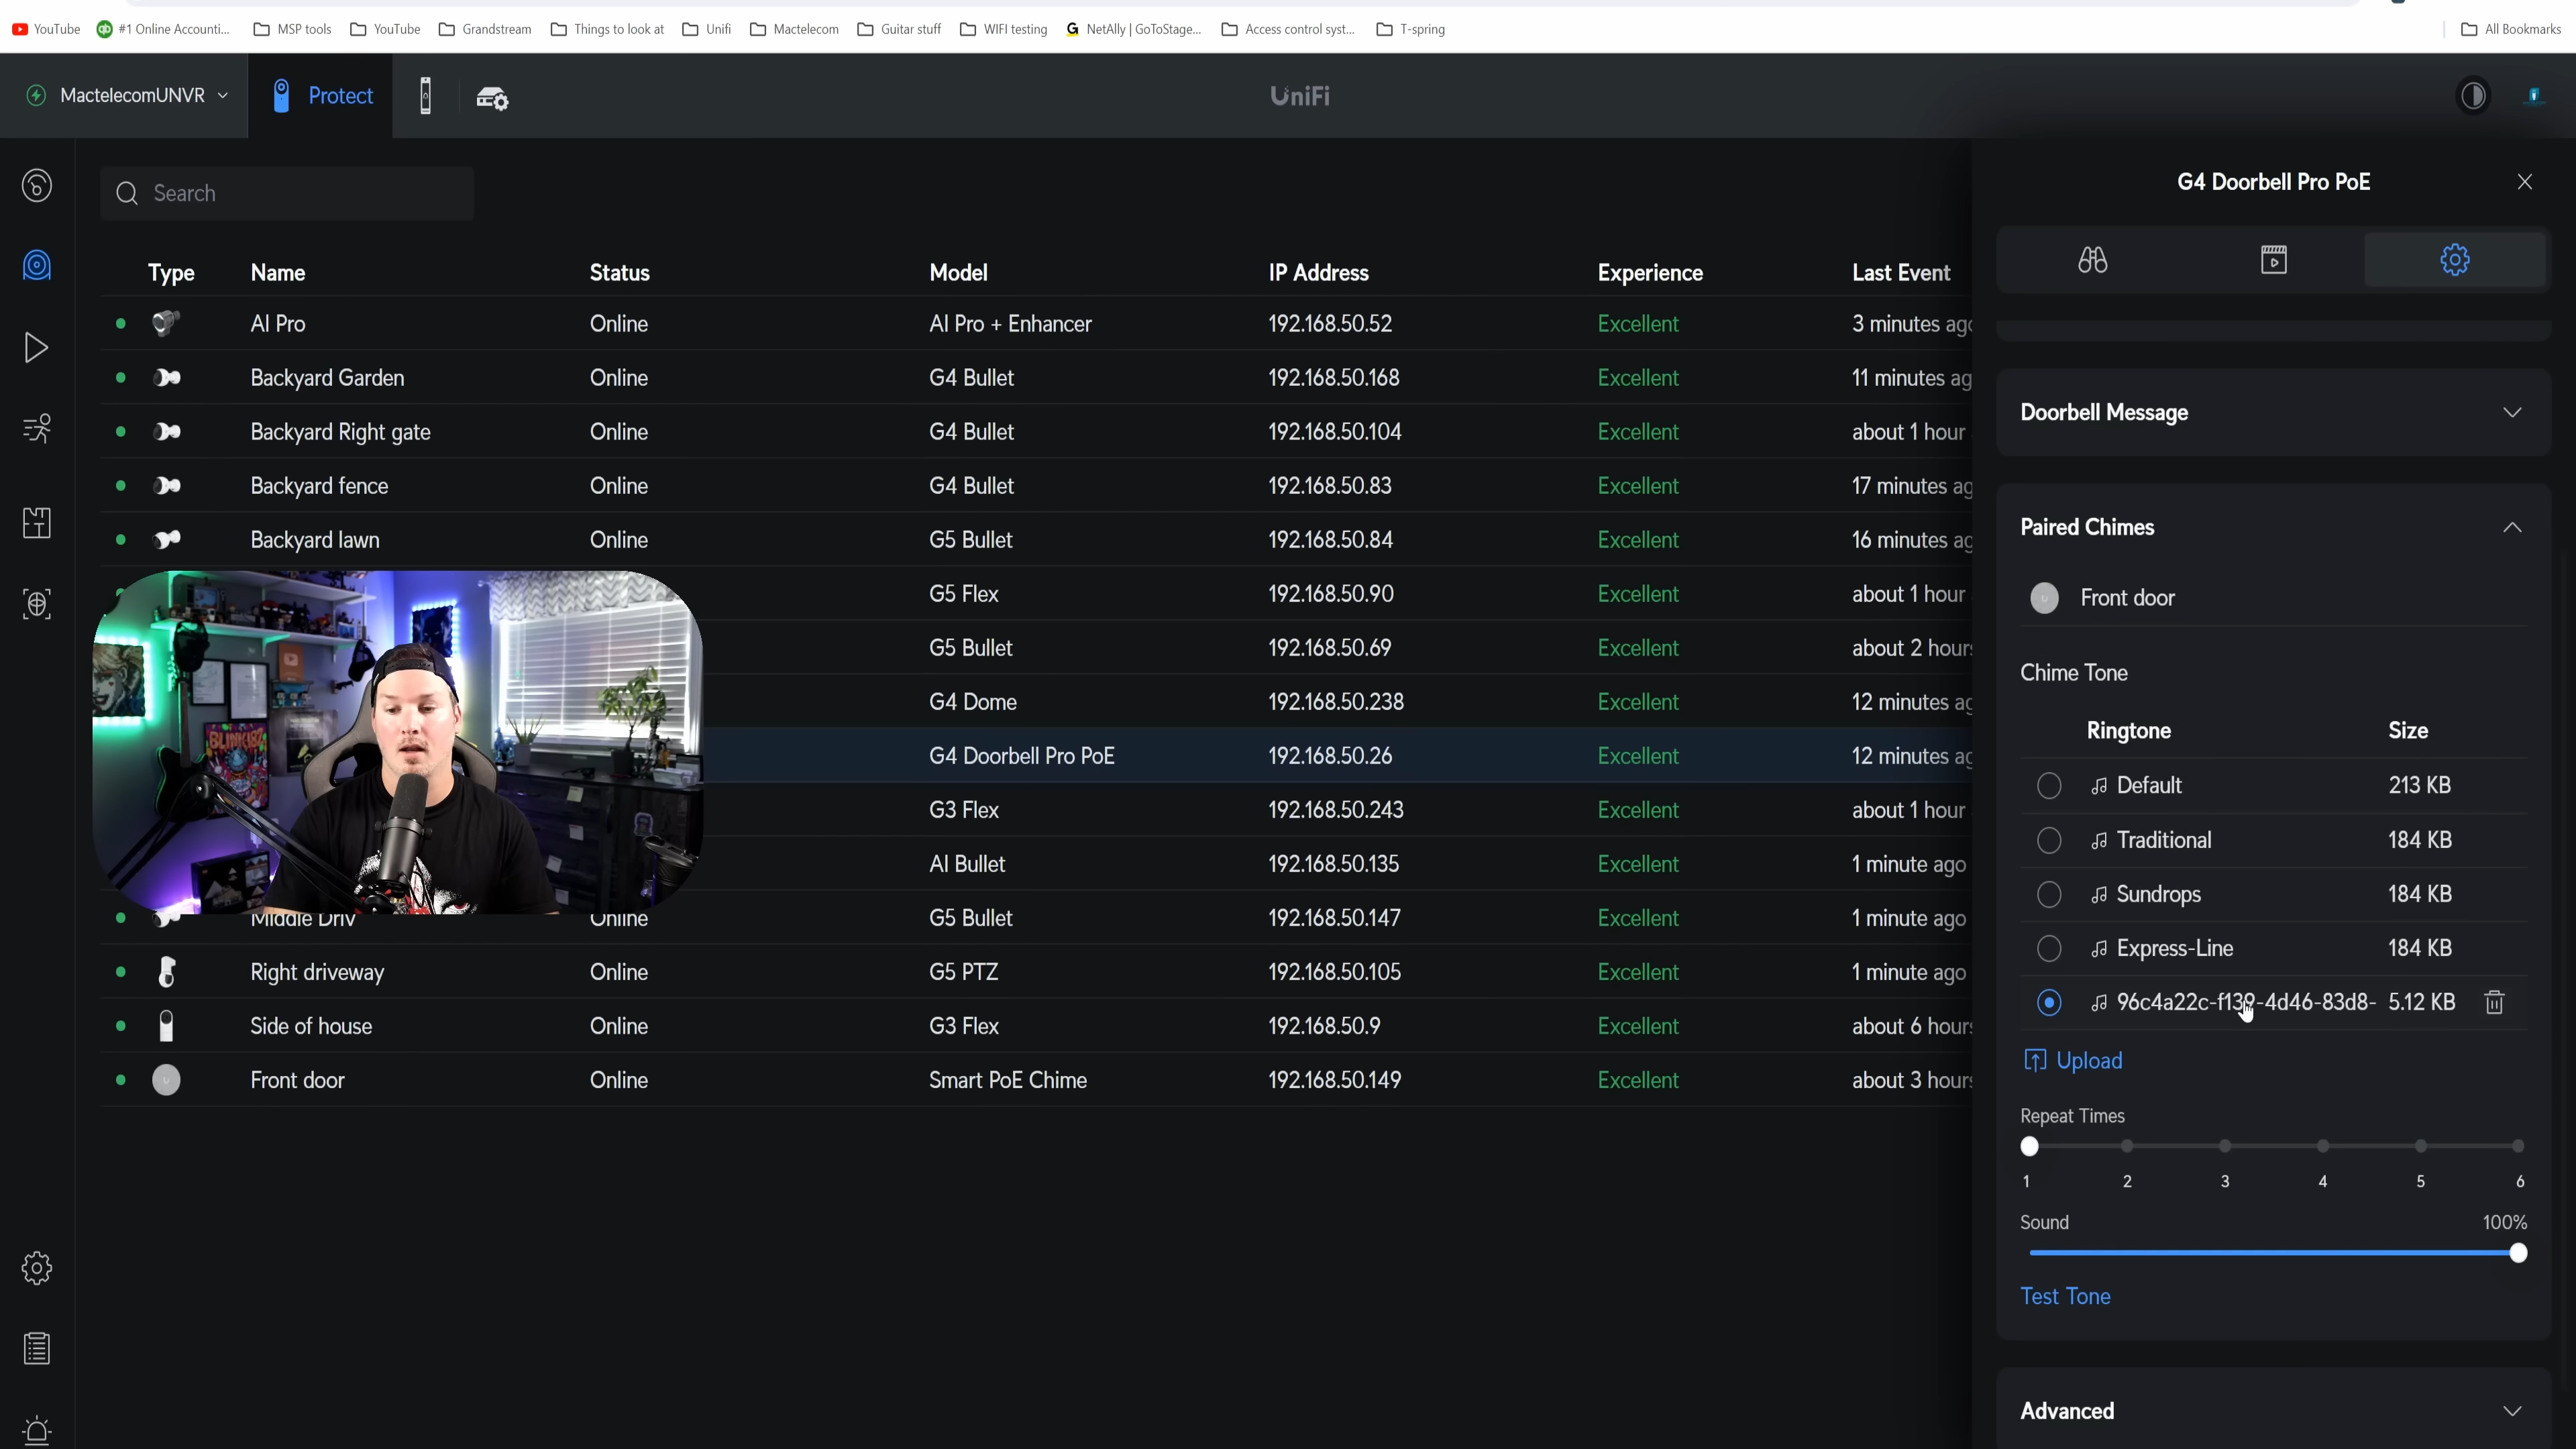 YouTube #1 Online Accounti... MSP tools YouTube Grandstream Things to look at Unifi Mactelecom Guitar stuff WIFI testing NetAlly | GoToStage... Access control syst... T-spring All Bookmarks
MactelecomUNVR Protect UniFi
Search
Type Name Status Model IP Address Experience Last Event
AI Pro Online AI Pro + Enhancer 192.168.50.52 Excellent 3 minutes ago
Backyard Garden Online G4 Bullet 192.168.50.168 Excellent 11 minutes ag
Backyard Right gate Online G4 Bullet 192.168.50.104 Excellent about 1 hour
Backyard fence Online G4 Bullet 192.168.50.83 Excellent 17 minutes ag
Backyard lawn Online G5 Bullet 192.168.50.84 Excellent 16 minutes ag
G5 Flex 192.168.50.90 Excellent about 1 hour
G5 Bullet 192.168.50.69 Excellent about 2 hours
G4 Dome 192.168.50.238 Excellent 12 minutes ag
G4 Doorbell Pro PoE 192.168.50.26 Excellent 12 minutes ag
G3 Flex 192.168.50.243 Excellent about 1 hour
AI Bullet 192.168.50.135 Excellent 1 minute ago
Middle Driv Online G5 Bullet 192.168.50.147 Excellent 1 minute ago
Right driveway Online G5 PTZ 192.168.50.105 Excellent 1 minute ago
Side of house Online G3 Flex 192.168.50.9 Excellent about 6 hours
Front door Online Smart PoE Chime 192.168.50.149 Excellent about 3 hours
BLINK182
G4 Doorbell Pro PoE
Doorbell Message
Paired Chimes
Front door
Chime Tone
Ringtone Size
Default 213 KB
Traditional 184 KB
Sundrops 184 KB
Express-Line 184 KB
96c4a22c-f139-4d46-83d8- 5.12 KB
Upload
Repeat Times
1 2 3 4 5 6
Sound 100%
Test Tone
Advanced